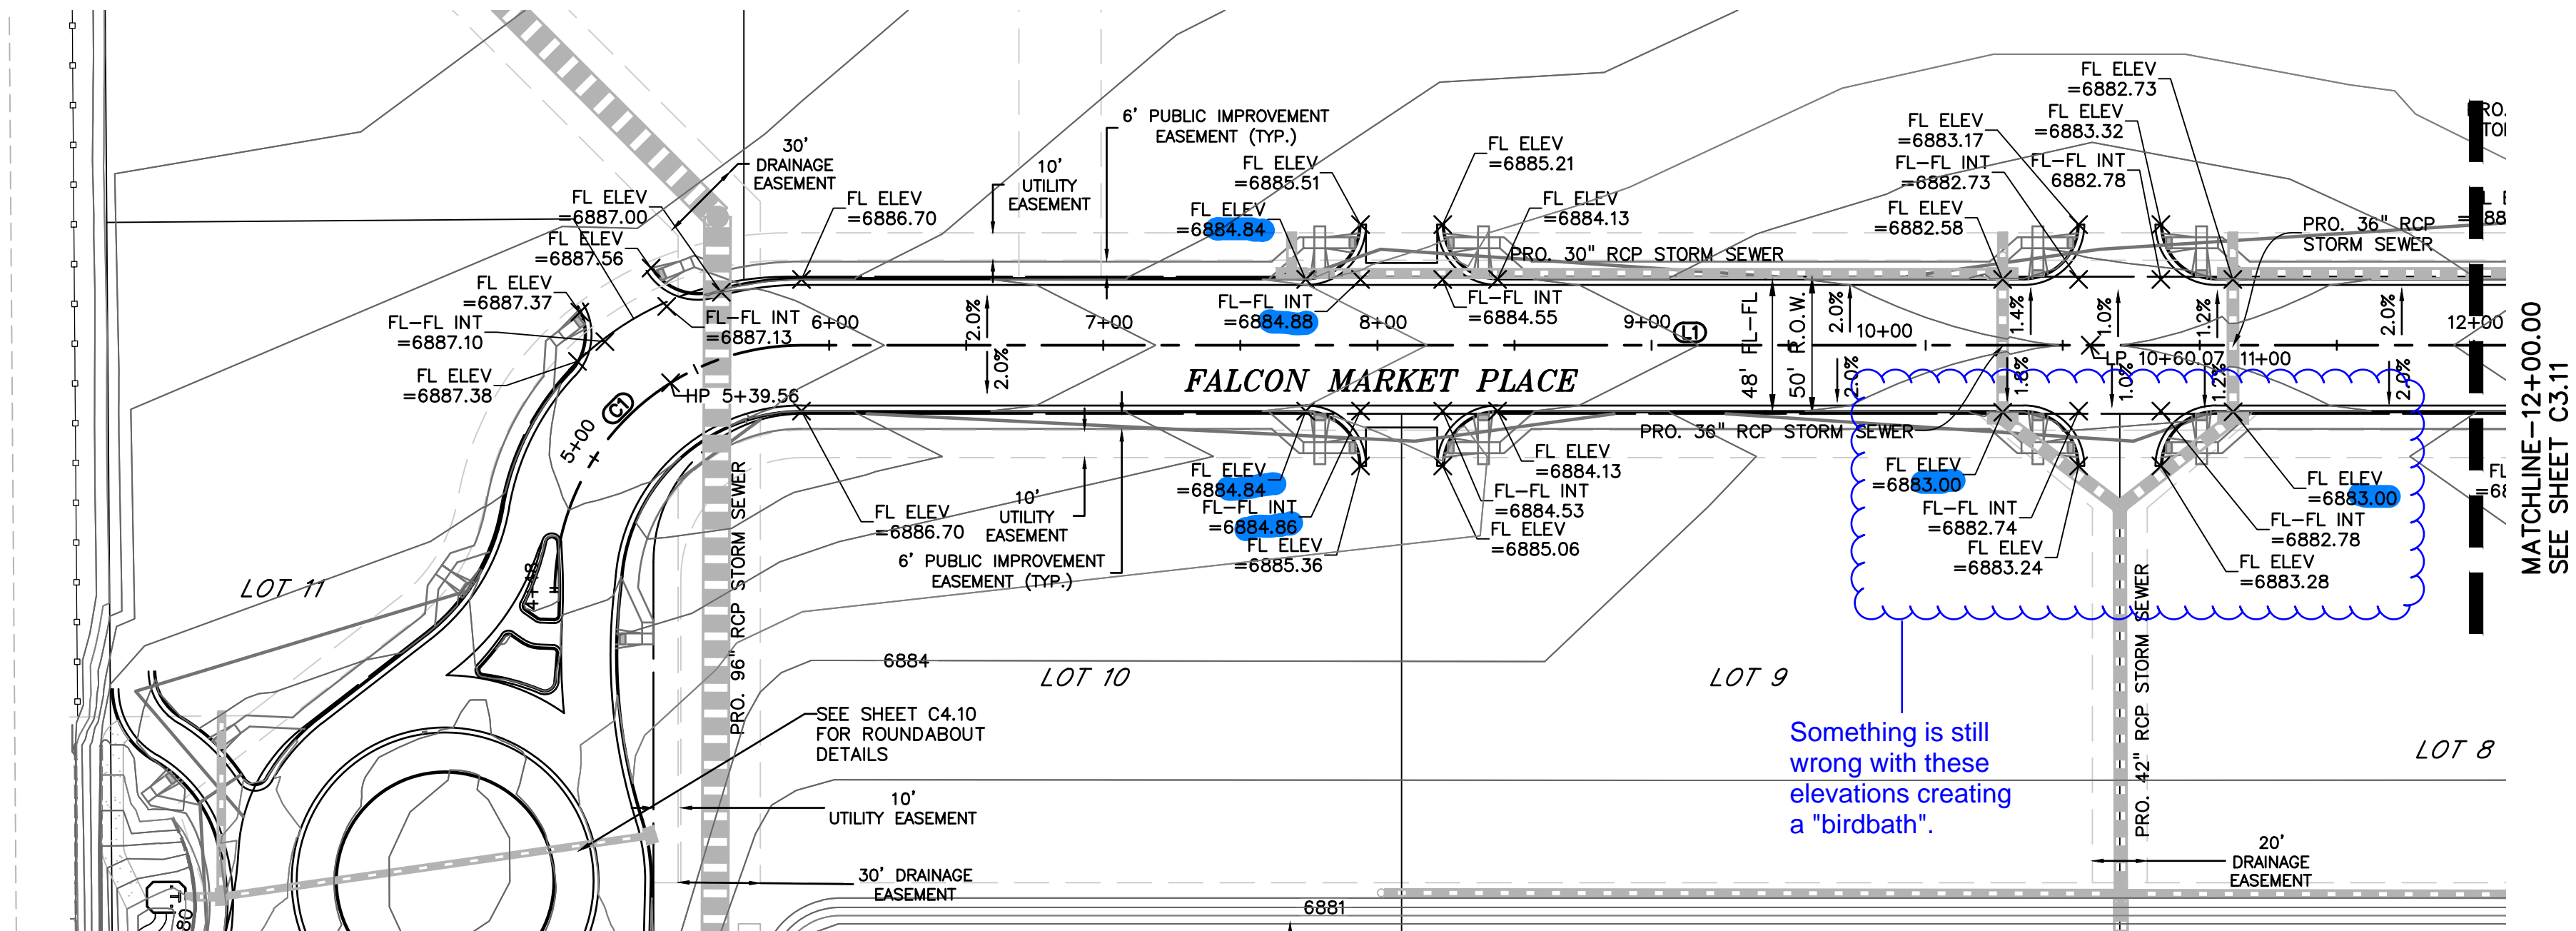 FL ELEV
=6882.73
6' PUBLIC IMPROVEMENT
EASEMENT (TYP.)
FL ELEV
=6883.17
FL ELEV
=6883.32
30'
DRAINAGE
EASEMENT
10'
UTILITY
EASEMENT
FL ELEV
=6885.51
FL ELEV
=6885.21
FL-FL INT
=6882.73
FL-FL INT
6882.78
FL ELEV
=6887.00
FL ELEV
=6886.70
FL ELEV
=6884.84
FL ELEV
=6884.13
FL ELEV
=6882.58
PRO. 36" RCP
STORM SEWER
FL ELEV
=6887.56
PRO. 30" RCP STORM SEWER
FL ELEV
=6887.37
FL-FL INT
=6887.10
FL-FL INT
=6887.13
FL-FL INT
=6884.88
FL-FL INT
=6884.55
6+00
2.0%
2.0%
7+00
8+00
9+00
L1
48' FL-FL
50' R.O.W.
2.0%
2.0%
10+00
1.4%
1.8%
1.0%
1.0%
1.2%
1.2%
LP 10+60.07
11+00
2.0%
2.0%
12+00
MATCHLINE-12+00.00
SEE SHEET C3.11
FL ELEV
=6887.38
HP 5+39.56
C1
5+00
FALCON MARKET PLACE
PRO. 36" RCP STORM SEWER
FL ELEV
=6884.84
FL-FL INT
=6884.86
FL ELEV
=6885.36
FL ELEV
=6884.13
FL-FL INT
=6884.53
FL ELEV
=6885.06
FL ELEV
=6883.00
FL-FL INT
=6882.74
FL ELEV
=6883.24
FL ELEV
=6883.00
FL-FL INT
=6882.78
FL ELEV
=6883.28
FL ELEV
=6886.70
10'
UTILITY
EASEMENT
6' PUBLIC IMPROVEMENT
EASEMENT (TYP.)
PRO. 96" RCP STORM SEWER
LOT 11
6884
LOT 10
LOT 9
LOT 8
PRO. 42" RCP STORM SEWER
SEE SHEET C4.10
FOR ROUNDABOUT
DETAILS
Something is still
wrong with these
elevations creating
a "birdbath".
10'
UTILITY EASEMENT
30' DRAINAGE
EASEMENT
6881
20'
DRAINAGE
EASEMENT